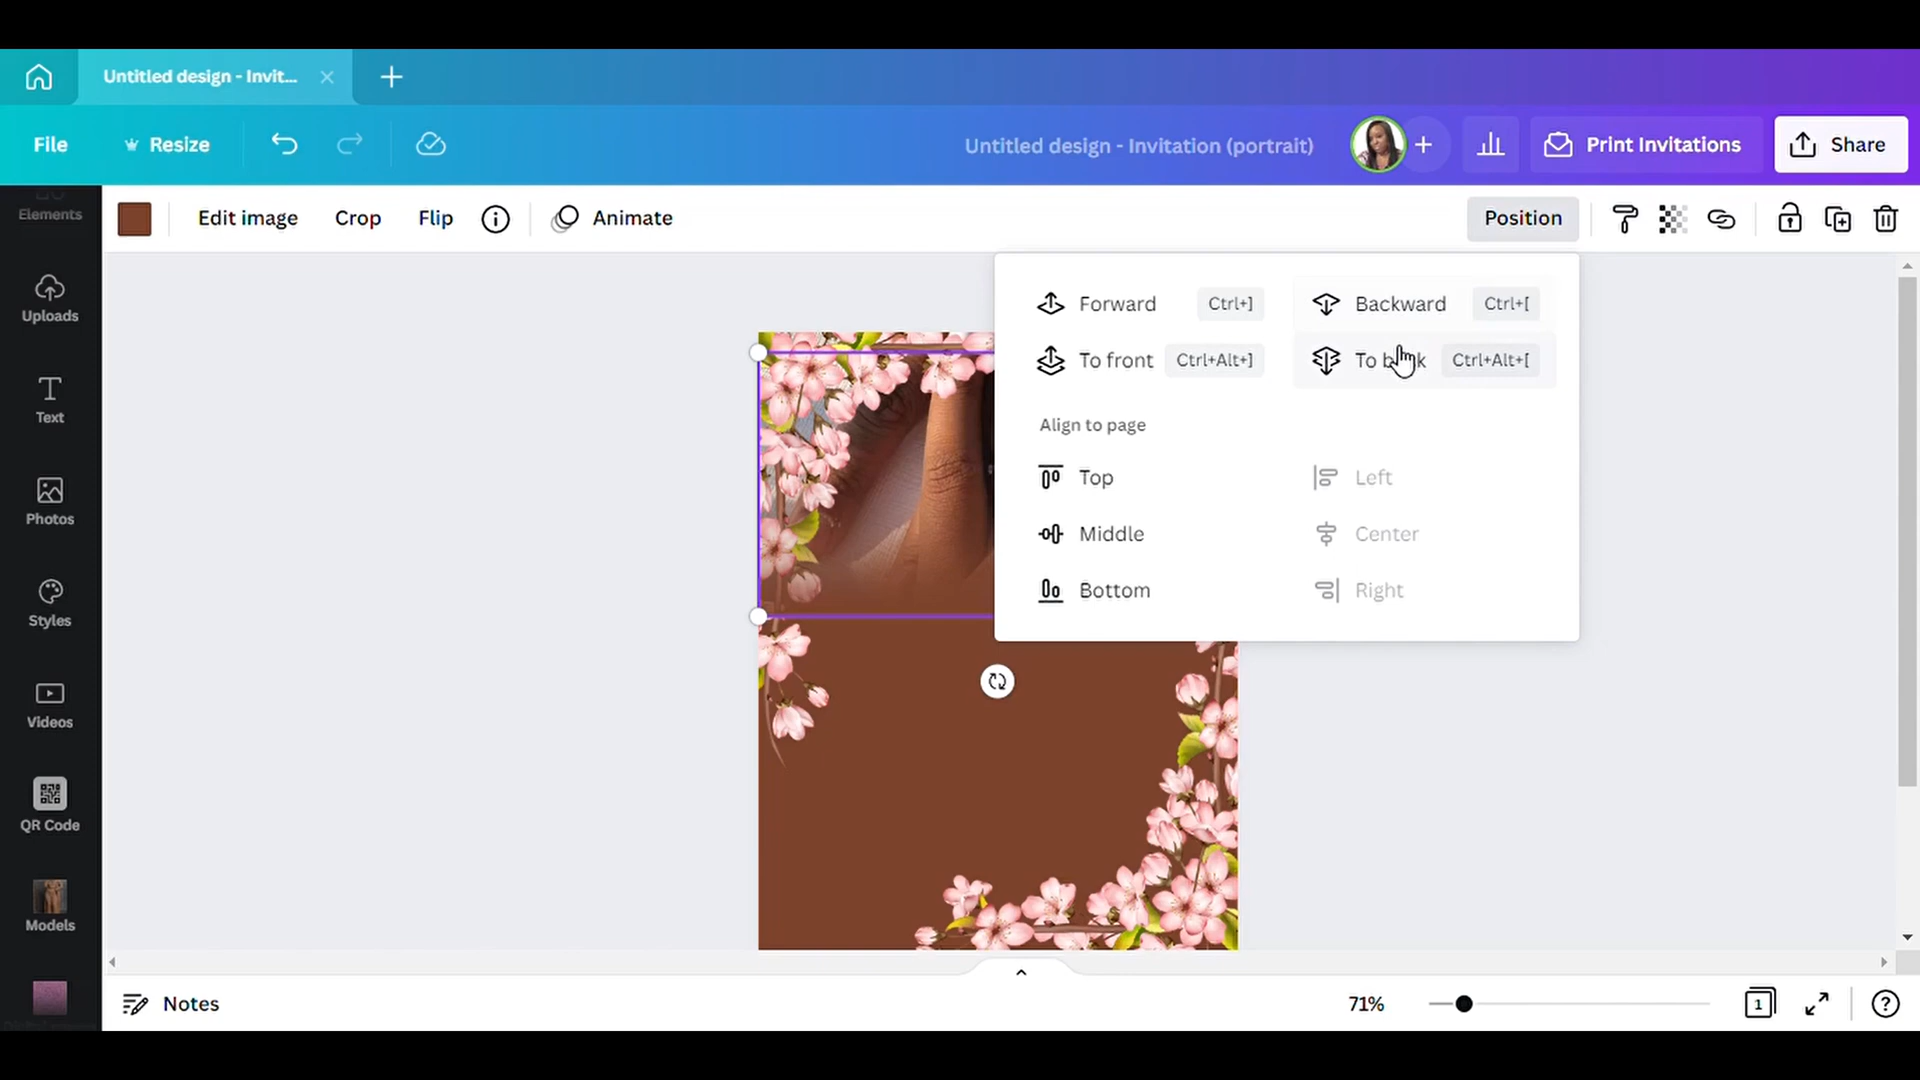 Untitled design - Invit...
File
Resize
Untitled design - Invitation (portrait)
Print Invitations
Share
Elements
Edit image
Crop
Flip
Animate
Position
Forward
Ctrl+]
Backward
Ctrl+[
To front
Ctrl+Alt+]
Ctrl+Alt+[
Align to page
Top
Left
Middle
Center
Bottom
Right
Uploads
Text
Photos
Styles
Videos
QR Code
Models
Notes
71%
1